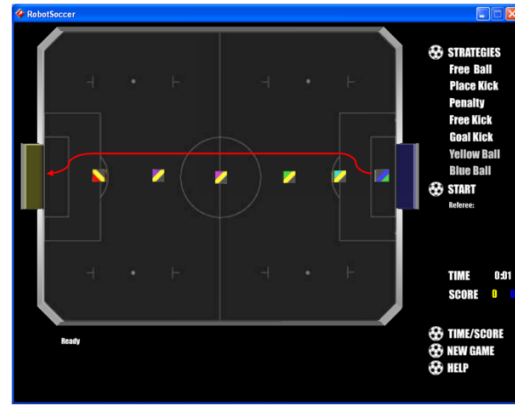 RobotSoccer
STRATEGIES
Free Ball
Place Kick
Penalty
Free Kick
Goal Kick
Yellow Ball
Blue Ball
START
Referee:
TIME 0:01
SCORE 0 0
Ready
TIME/SCORE
NEW GAME
HELP